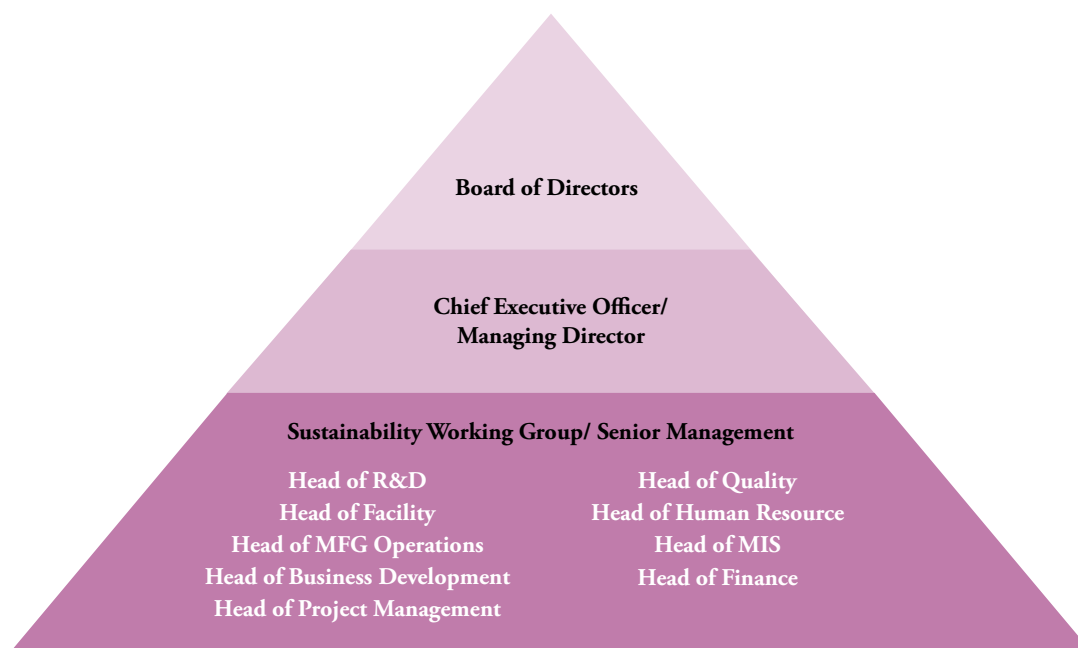 Board of Directors
Chief Executive Officer/
Managing Director
Sustainability Working Group/ Senior Management
Head of R&D
Head of Facility
Head of MFG Operations
Head of Business Development
Head of Project Management
Head of Quality
Head of Human Resource
Head of MIS
Head of Finance